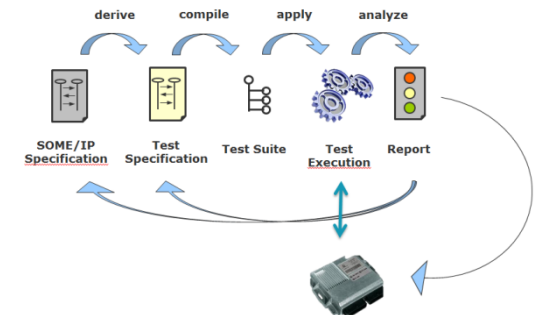 derive compile apply analyze
SOME/IP Specification
Test Specification
Test Suite
Test Execution
Report